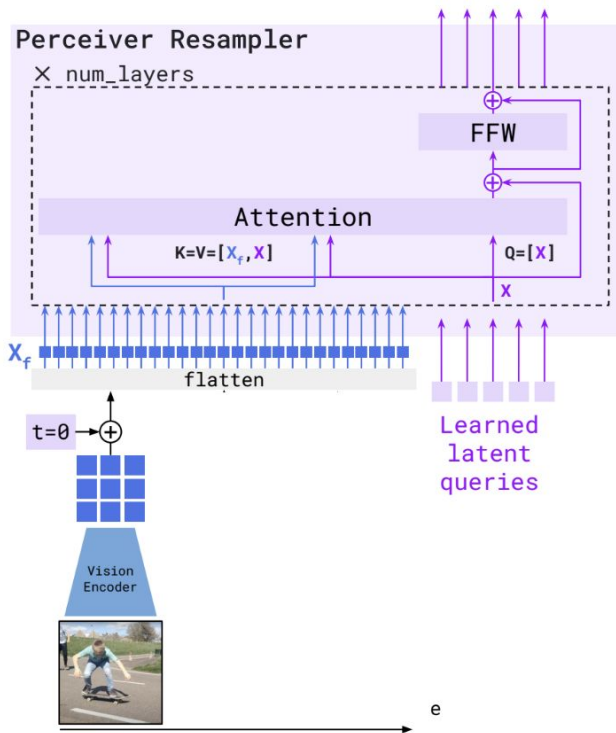 Perceiver Resampler
× num_layers
FFW
Attention
K=V=[Xf,X]
Q=[X]
X
Xf
flatten
t=0
Learned
latent
queries
Vision
Encoder
e